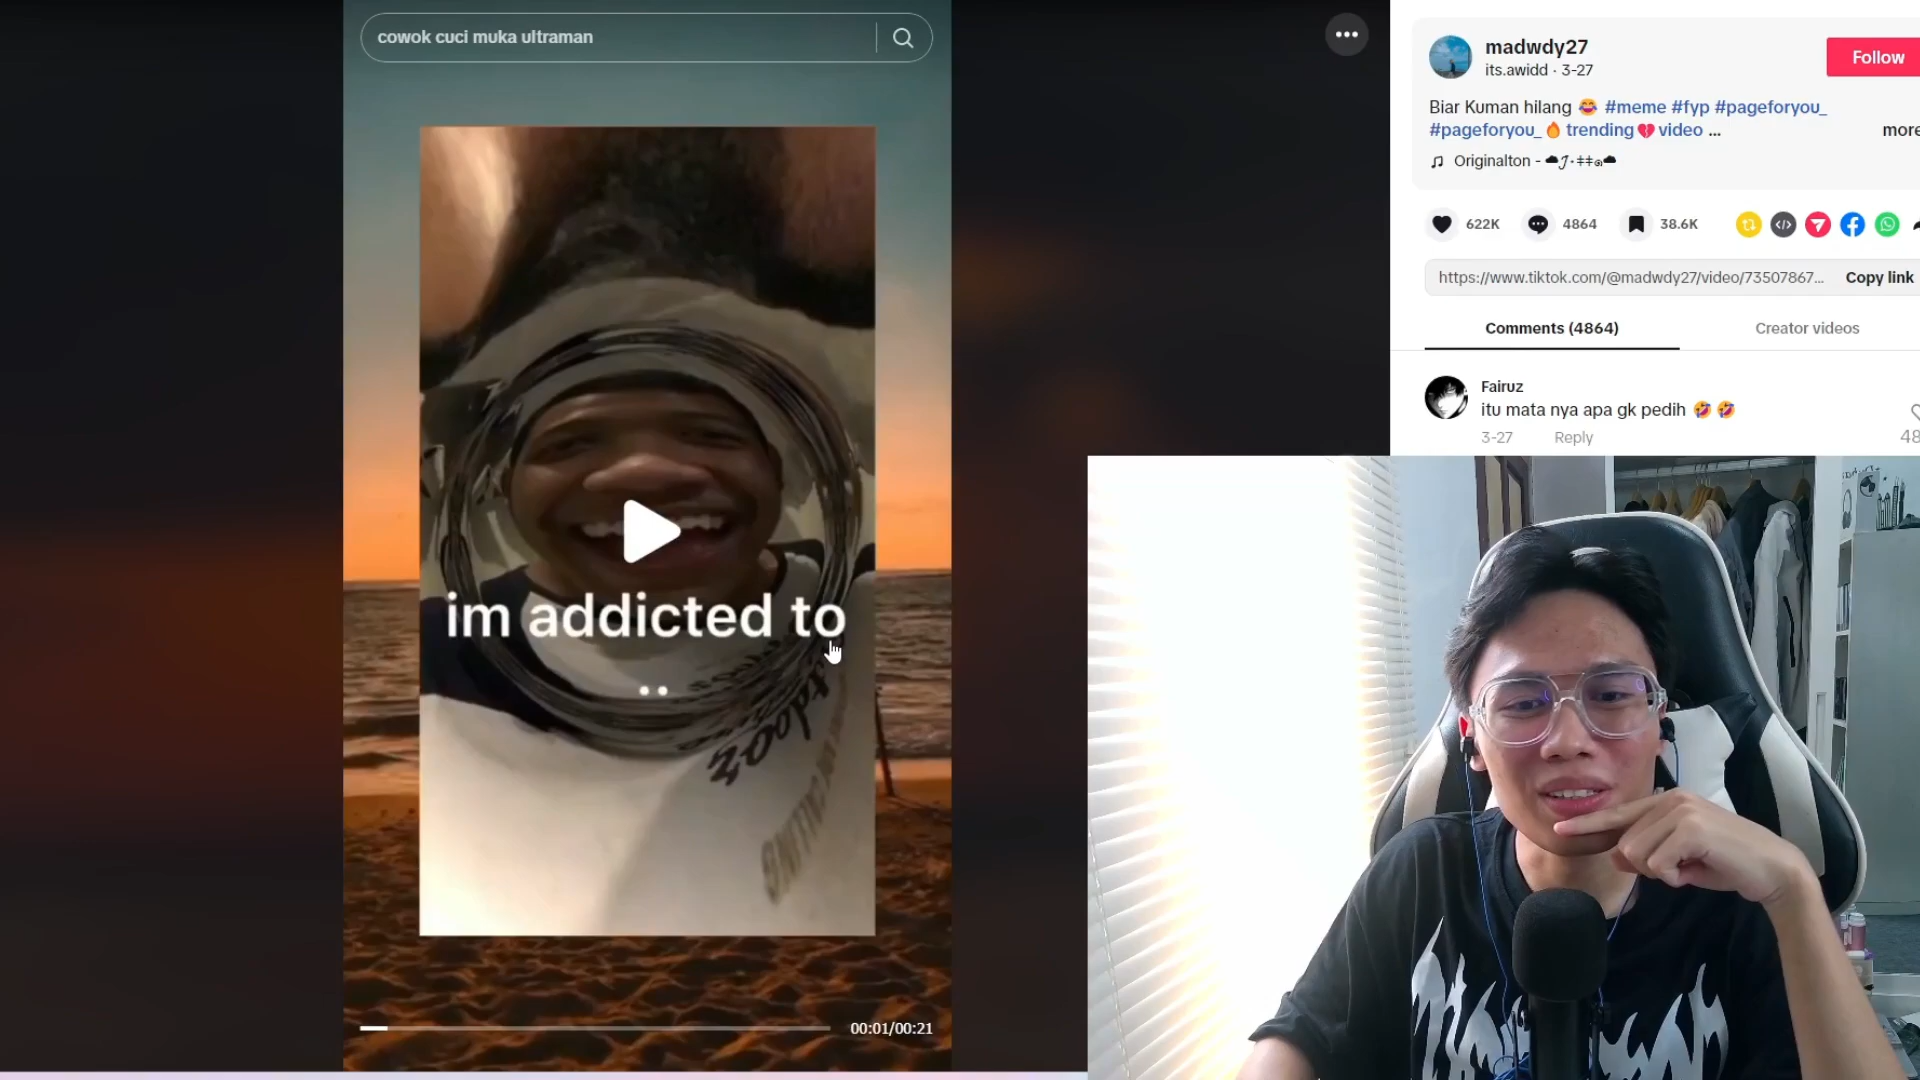 cowok cuci muka ultraman
im addicted to
..
00:01/00:21
madwdy27
its.awidd · 3-27
Follow
Biar Kuman hilang 😂 #meme #fyp #pageforyou_
#pageforyou_🔥 trending💔 video ...
more
Originalton -
622K
4864
38.6K
https://www.tiktok.com/@madwdy27/video/73507867...
Copy link
Comments (4864)
Creator videos
Fairuz
itu mata nya apa gk pedih 🤣 🤣
3-27
Reply
48